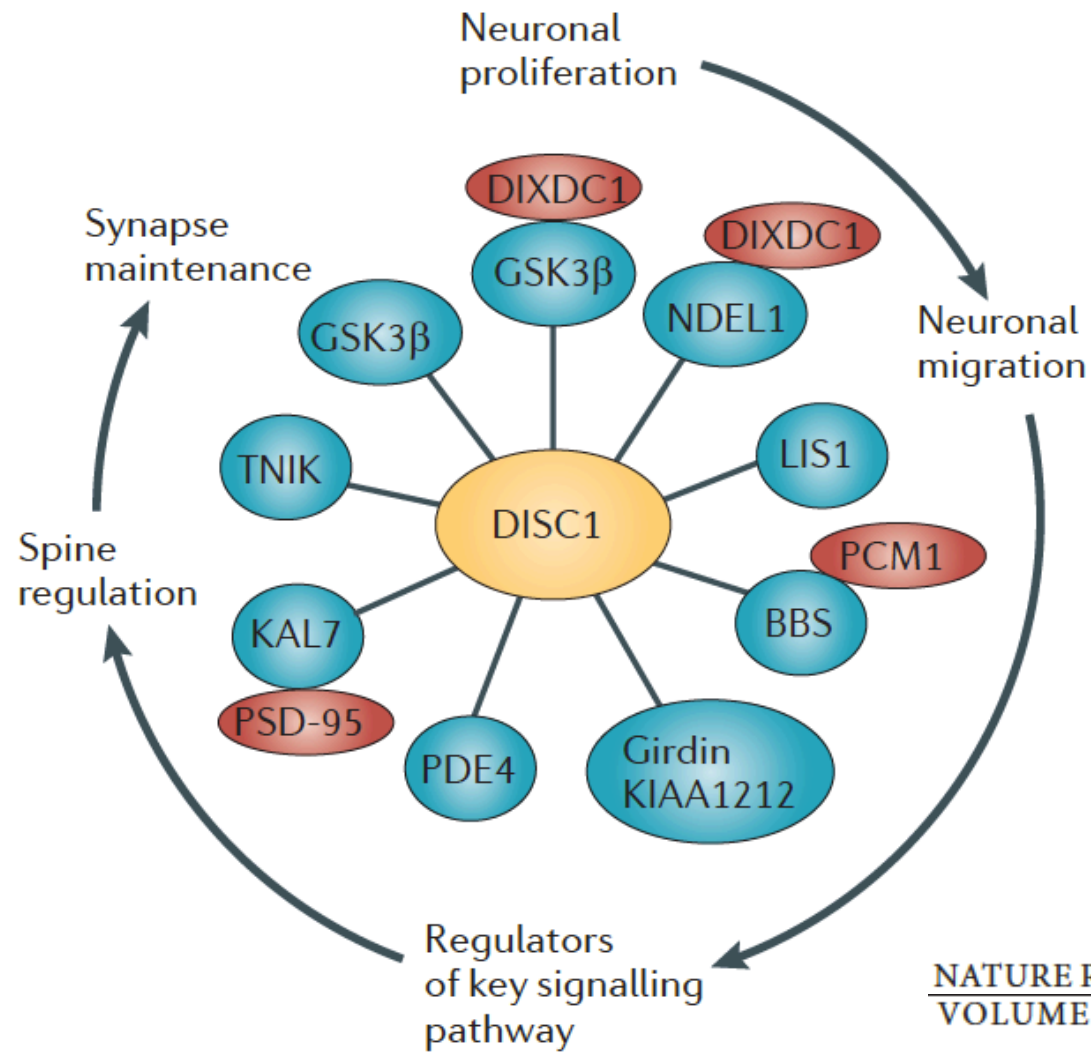 Neuronal
proliferation
DIXDC1
DIXDC1
Synapse
maintenance
GSK3β
NDEL1
GSK3β
Neuronal
migration
LIS1
TNIK
DISC1
Spine
regulation
PCM1
BBS
KAL7
PSD-95
PDE4
Girdin
KIAA1212
Regulators
of key signalling
pathway
NATURE
VOLUME